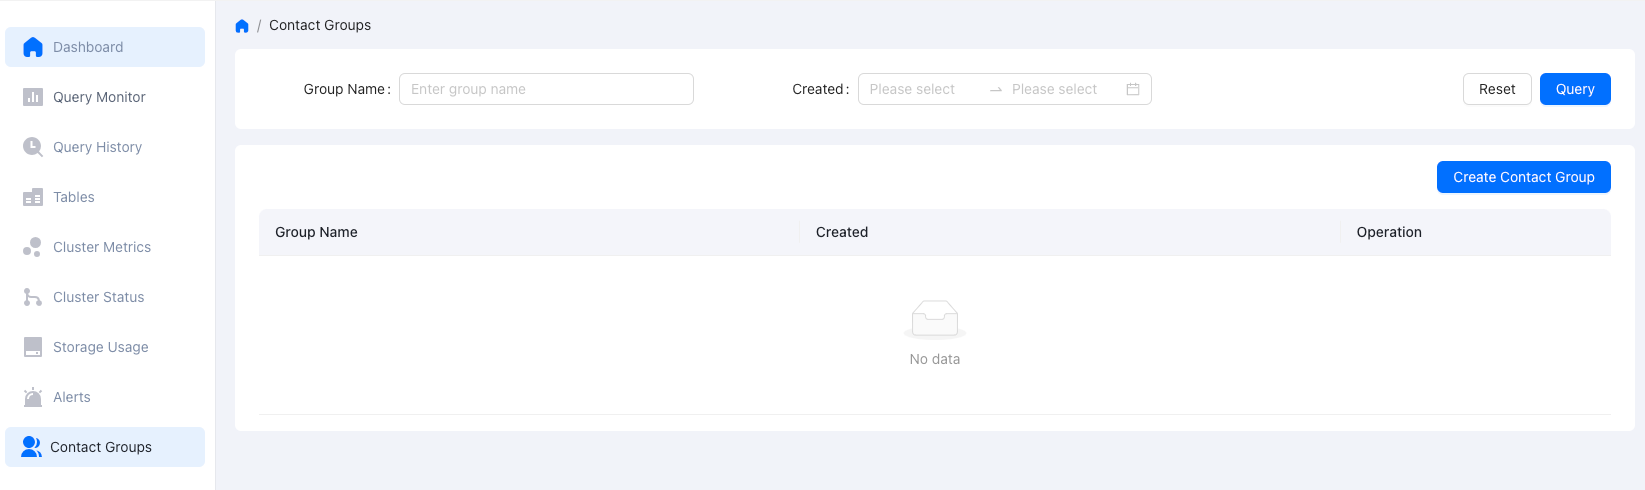 Dashboard
Query Monitor
Query History
Tables
Cluster Metrics
Cluster Status
Storage Usage
Alerts
Contact Groups
/ Contact Groups
Group Name: Enter group name Created: Please select → Please select Reset Query
Create Contact Group
Group Name Created Operation
No data